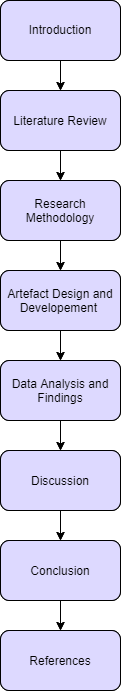 Introduction
Literature Review
Research
Methodology
Artefact Design and
Developement
Data Analysis and
Findings
Discussion
Conclusion
References